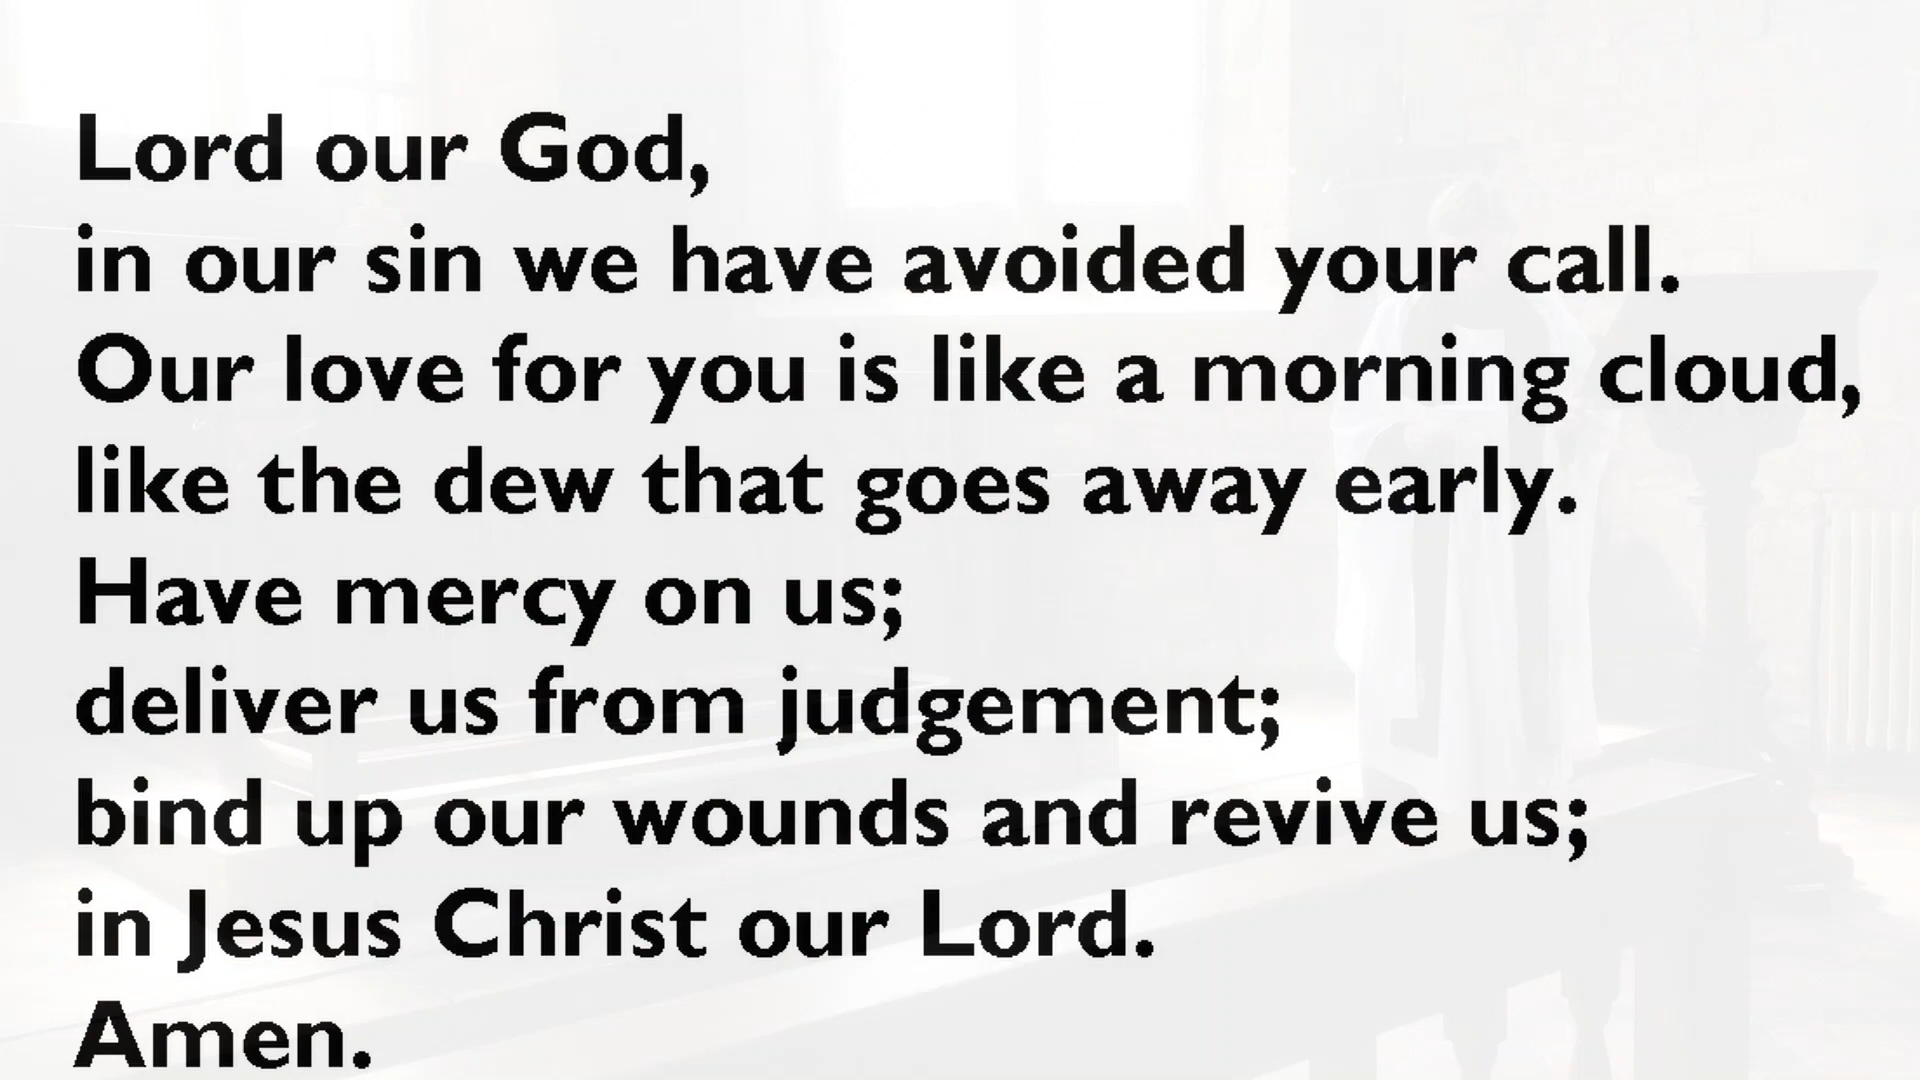 Lord our God,
in our sin we have avoided your call.
Our love for you is like a morning cloud,
like the dew that goes away early.
Have mercy on us;
deliver us from judgement;
bind up our wounds and revive us;
in Jesus Christ our Lord.
Amen.